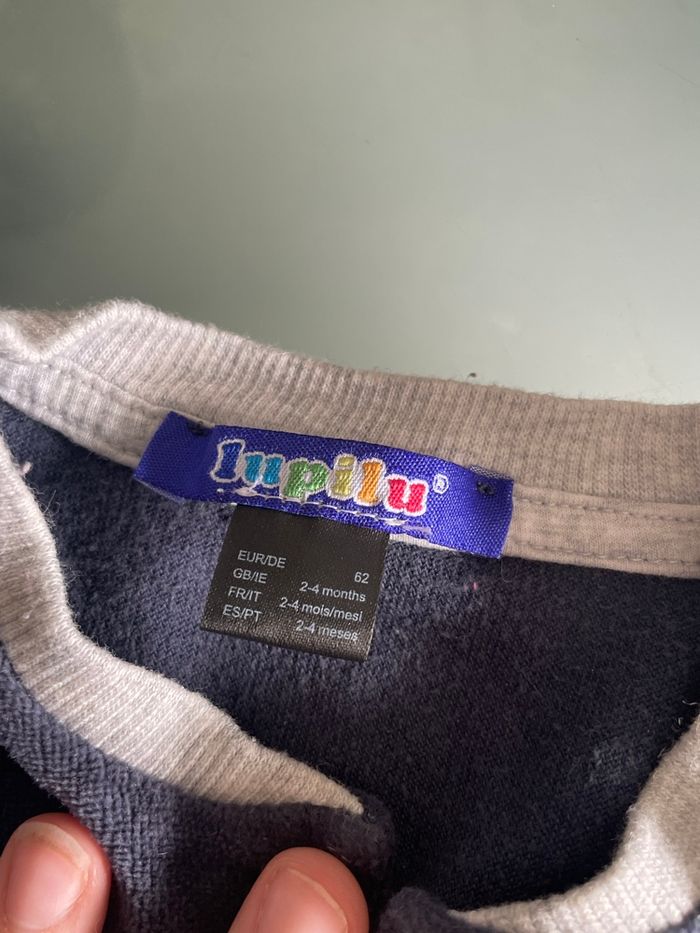 lupilu®
EUR/DE 62
GB/IE 2-4 months
FR/IT 2-4 mois/mesi
ES/PT 2-4 meses